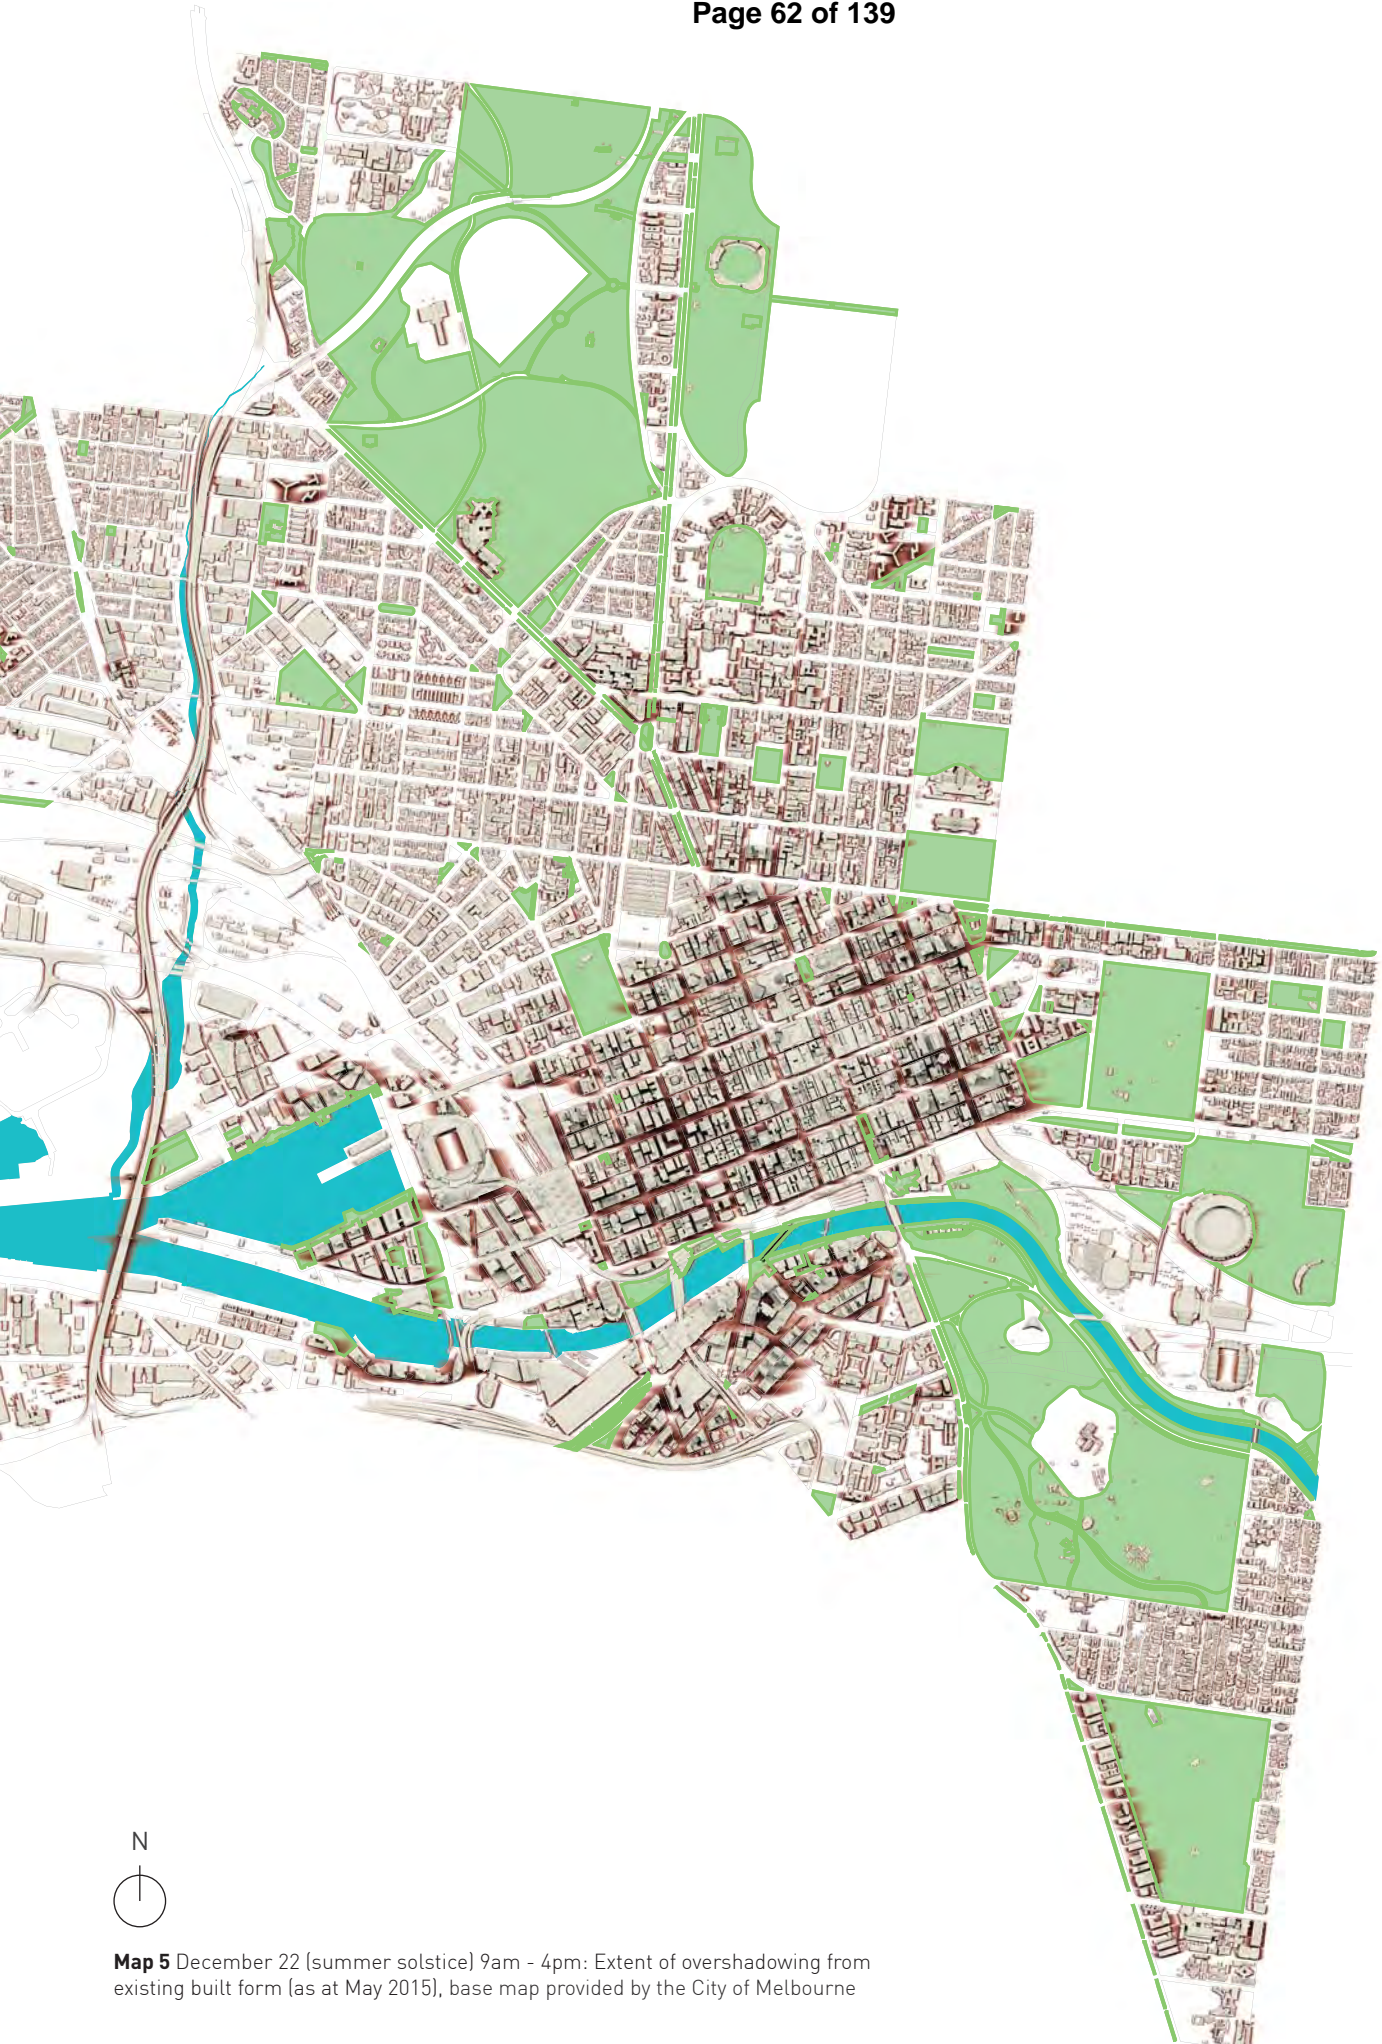 Page 62 of 139
N
Map 5 December 22 (summer solstice) 9am - 4pm: Extent of overshadowing from
existing built form (as at May 2015), base map provided by the City of Melbourne